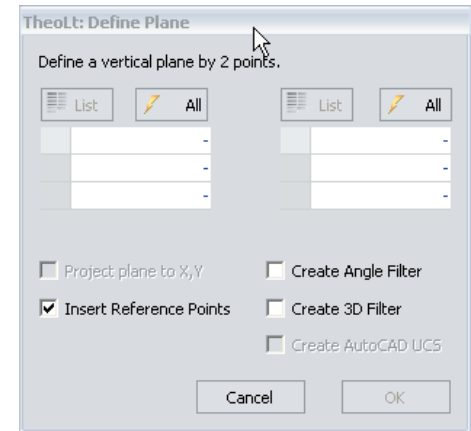 TheoLt: Define Plane
Define a vertical plane by 2 points.
List All List All
- -
- -
- -
Project plane to X,Y Create Angle Filter
Insert Reference Points Create 3D Filter
Create AutoCAD UCS
Cancel OK